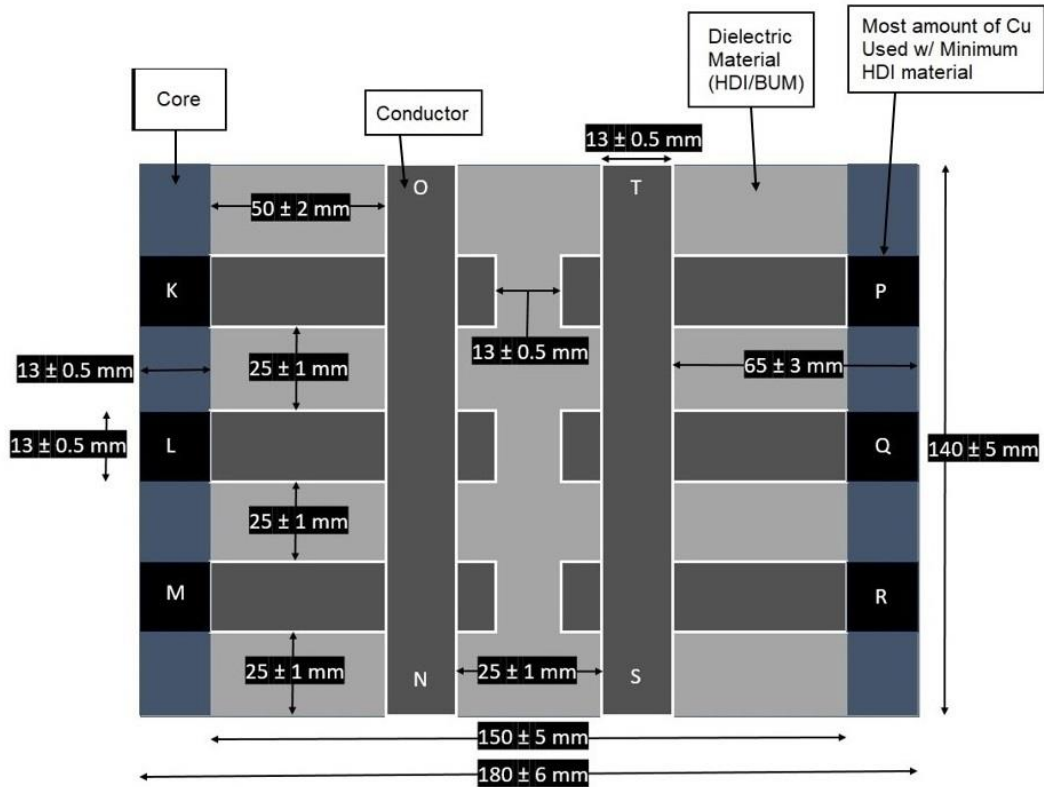 Most amount of Cu
Used w/ Minimum
HDI material
Dielectric
Material
(HDI/BUM)
Core
Conductor
13 ± 0.5 mm
O
T
50 ± 2 mm
K
P
13 ± 0.5 mm
13 ± 0.5 mm
25 ± 1 mm
65 ± 3 mm
13 ± 0.5 mm
L
Q
140 ± 5 mm
25 ± 1 mm
M
R
25 ± 1 mm
N
25 ± 1 mm
S
150 ± 5 mm
180 ± 6 mm